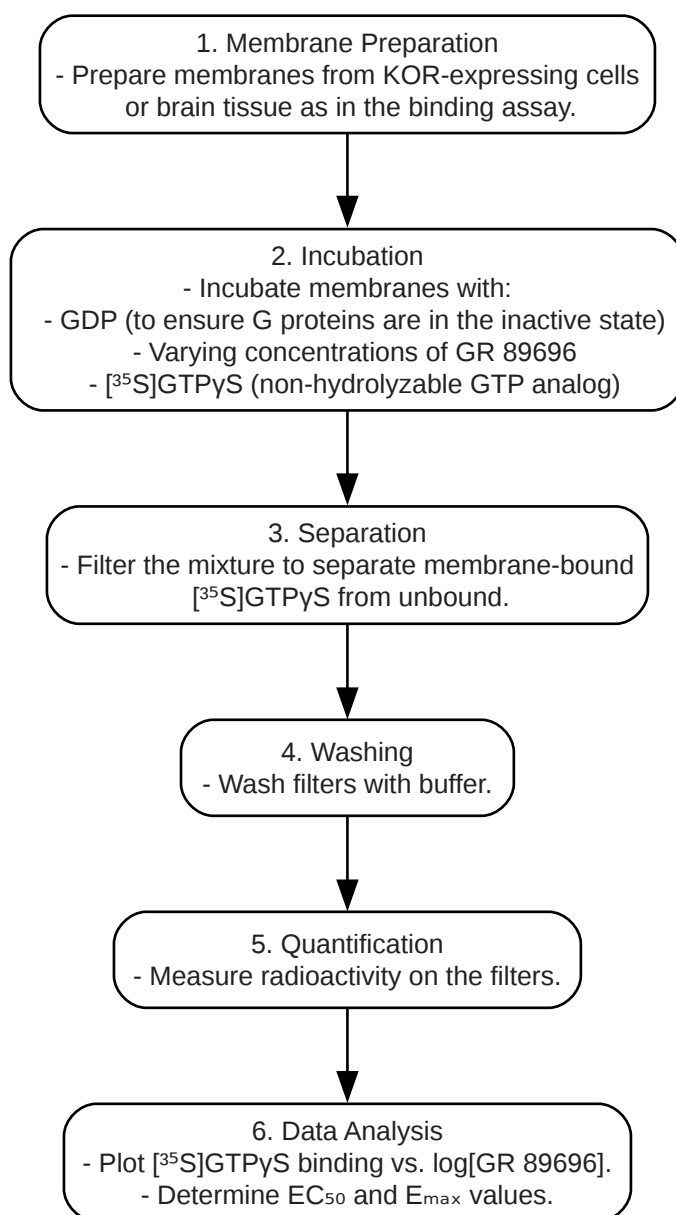 1. Membrane Preparation
- Prepare membranes from KOR-expressing cells
or brain tissue as in the binding assay.
2. Incubation
- Incubate membranes with:
- GDP (to ensure G proteins are in the inactive state)
- Varying concentrations of GR 89696
- [³⁵S]GTPγS (non-hydrolyzable GTP analog)
3. Separation
- Filter the mixture to separate membrane-bound
[³⁵S]GTPγS from unbound.
4. Washing
- Wash filters with buffer.
5. Quantification
- Measure radioactivity on the filters.
6. Data Analysis
- Plot [³⁵S]GTPγS binding vs. log[GR 89696].
- Determine EC₅₀ and Eₘₐₓ values.